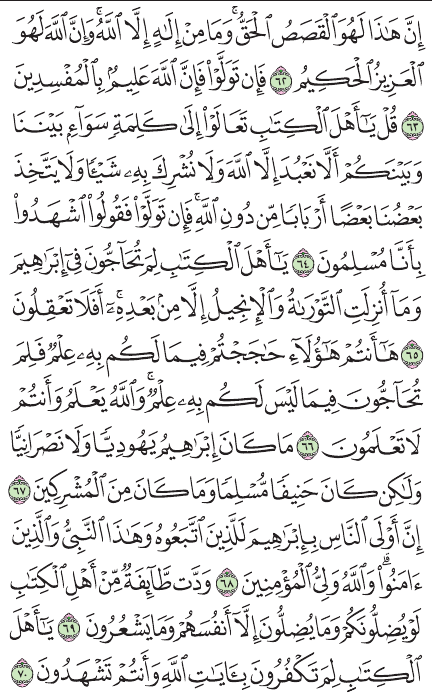 إِنَّ هَٰذَا لَهُوَ ٱلْقَصَصُ ٱلْحَقُّ ۚ وَمَا مِنْ إِلَٰهٍ إِلَّا ٱللَّهُ ۚ وَإِنَّ ٱللَّهَ لَهُوَ
ٱلْعَزِيزُ ٱلْحَكِيمُ ٦٢ فَإِن تَوَلَّوْا۟ فَإِنَّ ٱللَّهَ عَلِيمٌۢ بِٱلْمُفْسِدِينَ
٦٣ قُلْ يَٰٓأَهْلَ ٱلْكِتَٰبِ تَعَالَوْا۟ إِلَىٰ كَلِمَةٍ سَوَآءٍۭ بَيْنَنَا
وَبَيْنَكُمْ أَلَّا نَعْبُدَ إِلَّا ٱللَّهَ وَلَا نُشْرِكَ بِهِۦ شَيْـًٔا وَلَا يَتَّخِذَ
بَعْضُنَا بَعْضًا أَرْبَابًا مِّن دُونِ ٱللَّهِ ۚ فَإِن تَوَلَّوْا۟ فَقُولُوا۟ ٱشْهَدُوا۟
بِأَنَّا مُسْلِمُونَ ٦٤ يَٰٓأَهْلَ ٱلْكِتَٰبِ لِمَ تُحَآجُّونَ فِىٓ إِبْرَٰهِيمَ
وَمَآ أُنزِلَتِ ٱلتَّوْرَىٰةُ وَٱلْإِنجِيلُ إِلَّا مِنۢ بَعْدِهِۦٓ ۚ أَفَلَا تَعْقِلُونَ
٦٥ هَٰٓأَنتُمْ هَٰٓؤُلَآءِ حَٰجَجْتُمْ فِيمَا لَكُم بِهِۦ عِلْمٌ فَلِمَ
تُحَآجُّونَ فِيمَا لَيْسَ لَكُم بِهِۦ عِلْمٌ ۚ وَٱللَّهُ يَعْلَمُ وَأَنتُمْ
لَا تَعْلَمُونَ ٦٦ مَا كَانَ إِبْرَٰهِيمُ يَهُودِيًّا وَلَا نَصْرَانِيًّا
وَلَٰكِن كَانَ حَنِيفًا مُّسْلِمًا وَمَا كَانَ مِنَ ٱلْمُشْرِكِينَ ٦٧
إِنَّ أَوْلَى ٱلنَّاسِ بِإِبْرَٰهِيمَ لَلَّذِينَ ٱتَّبَعُوهُ وَهَٰذَا ٱلنَّبِىُّ وَٱلَّذِينَ
ءَامَنُوا۟ ۗ وَٱللَّهُ وَلِىُّ ٱلْمُؤْمِنِينَ ٦٨ وَدَّت طَّآئِفَةٌ مِّنْ أَهْلِ ٱلْكِتَٰبِ
لَوْ يُضِلُّونَكُمْ وَمَا يُضِلُّونَ إِلَّآ أَنفُسَهُمْ وَمَا يَشْعُرُونَ ٦٩ يَٰٓأَهْلَ
ٱلْكِتَٰبِ لِمَ تَكْفُرُونَ بِـَٔايَٰتِ ٱللَّهِ وَأَنتُمْ تَشْهَدُونَ ٧٠